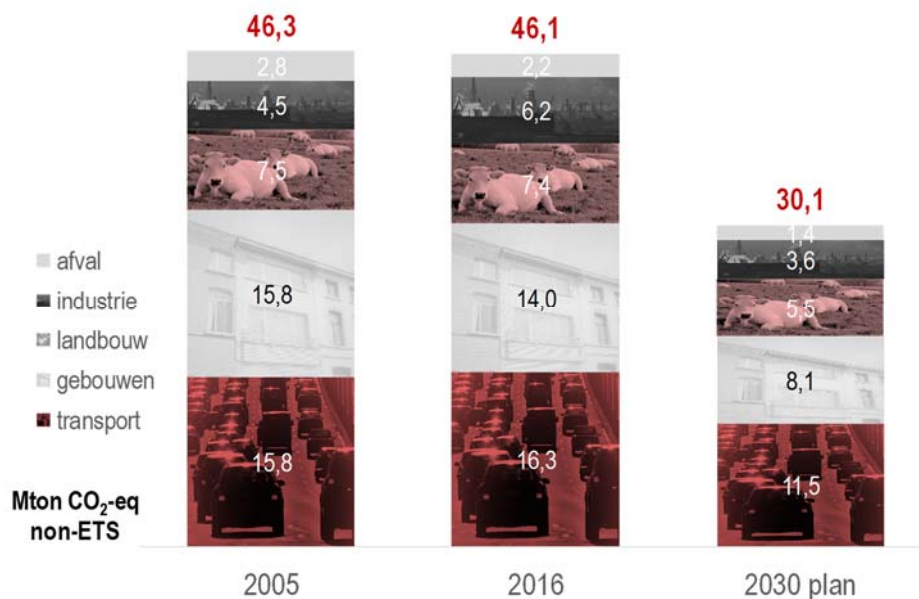 46,3
46,1
30,1
2,8
4,5
7,5
15,8
15,8
2,2
6,2
7,4
14,0
16,3
1,4
3,6
5,5
8,1
11,5
afval
industrie
landbouw
gebouwen
transport
Mton CO₂-eq
non-ETS
2005
2016
2030 plan